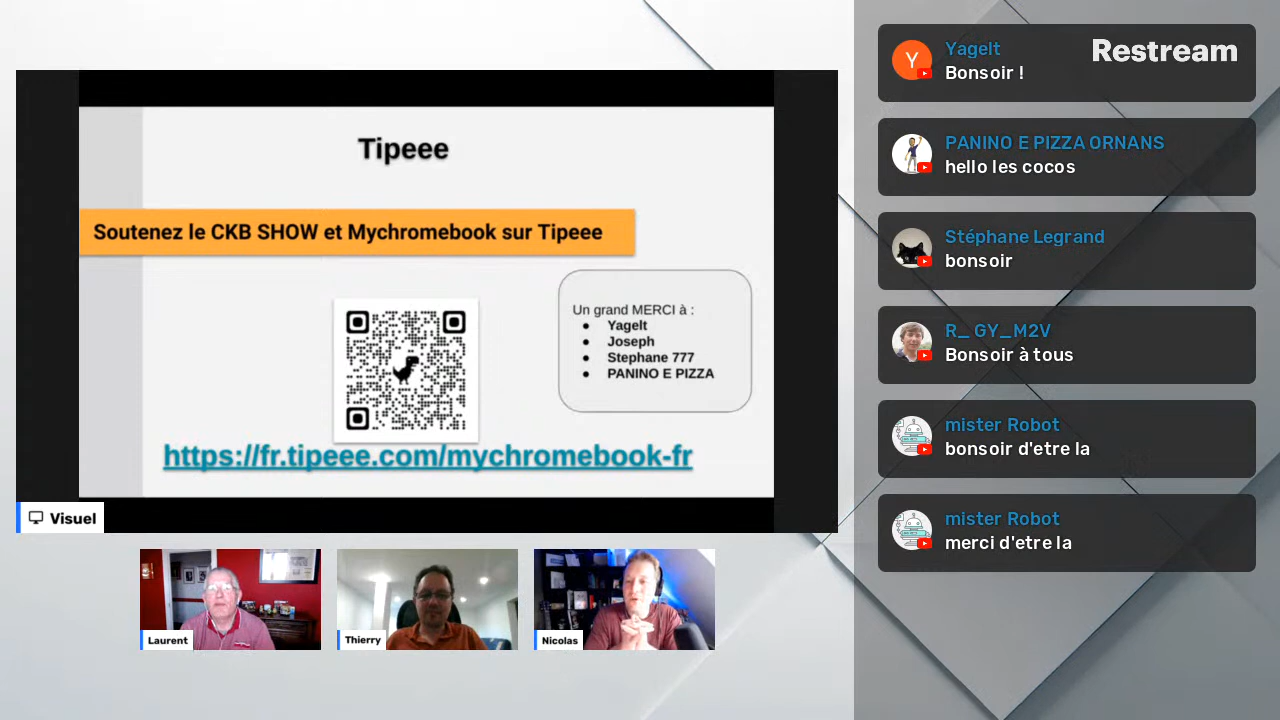 Tipeee
Soutenez le CKB SHOW et Mychromebook sur Tipeee
Un grand MERCI à :
● Yagelt
● Joseph
● Stephane 777
● PANINO E PIZZA
https://fr.tipeee.com/mychromebook-fr
Visuel
Laurent
Thierry
Nicolas
Restream
Y
Yagelt
Bonsoir !
PANINO E PIZZA ORNANS
hello les cocos
Stéphane Legrand
bonsoir
R_ GY_M2V
Bonsoir à tous
mister Robot
bonsoir d'etre la
mister Robot
merci d'etre la